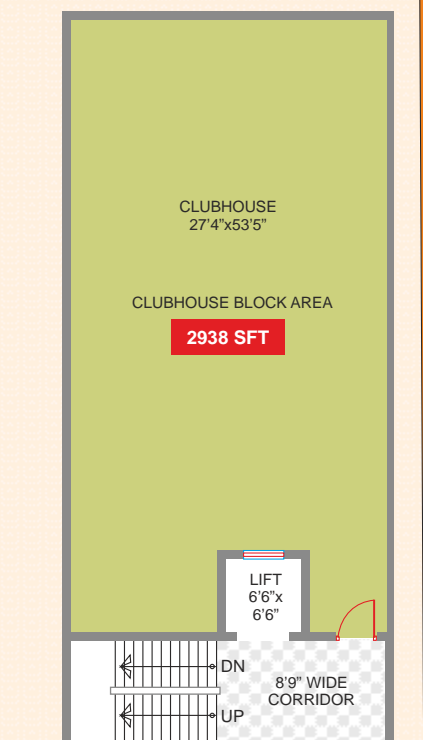 CLUBHOUSE
27’4”x53’5”
CLUBHOUSE BLOCK AREA
2938 SFT
LIFT
6’6”x
6’6”
DN
8’9” WIDE
CORRIDOR
UP